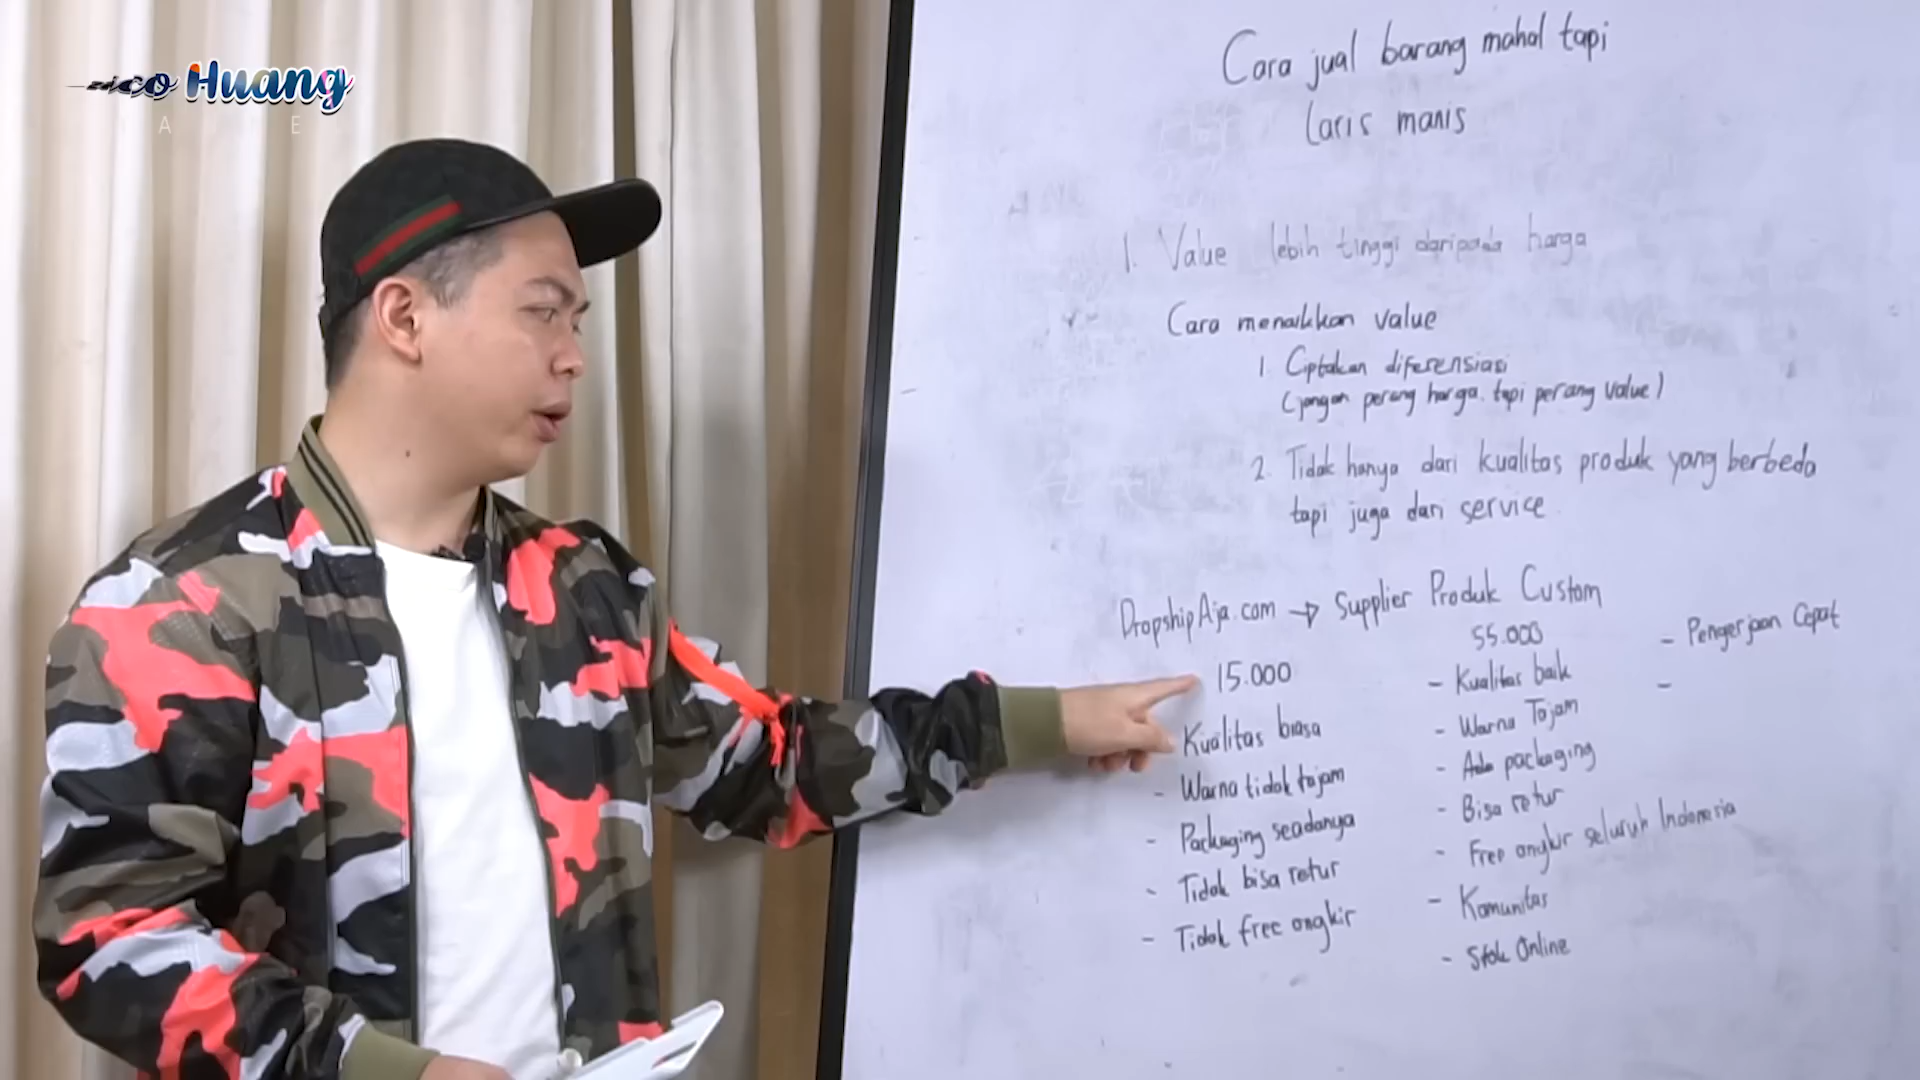 Huang
A E
Cara jual barang mahal tapi
laris manis
1. Value lebih tinggi daripada harga
Cara menaikkan value
1. Ciptakan diferensiasi
(jangan perang harga. tapi perang value)
2. Tidak hanya dari kualitas produk yang berbeda
tapi juga dari service
DropshipAja.com → Supplier Produk Custom
15.000
Kualitas biasa
- Warna tidak tajam
- Packaging seadanya
- Tidak bisa retur
- Tidak free ongkir
55.000
- Kualitas baik
- Warna Tajam
- Ada packaging
- Bisa retur
- Free ongkir seluruh Indonesia
- Komunitas
- Stok Online
- Pengerjaan Cepat
-